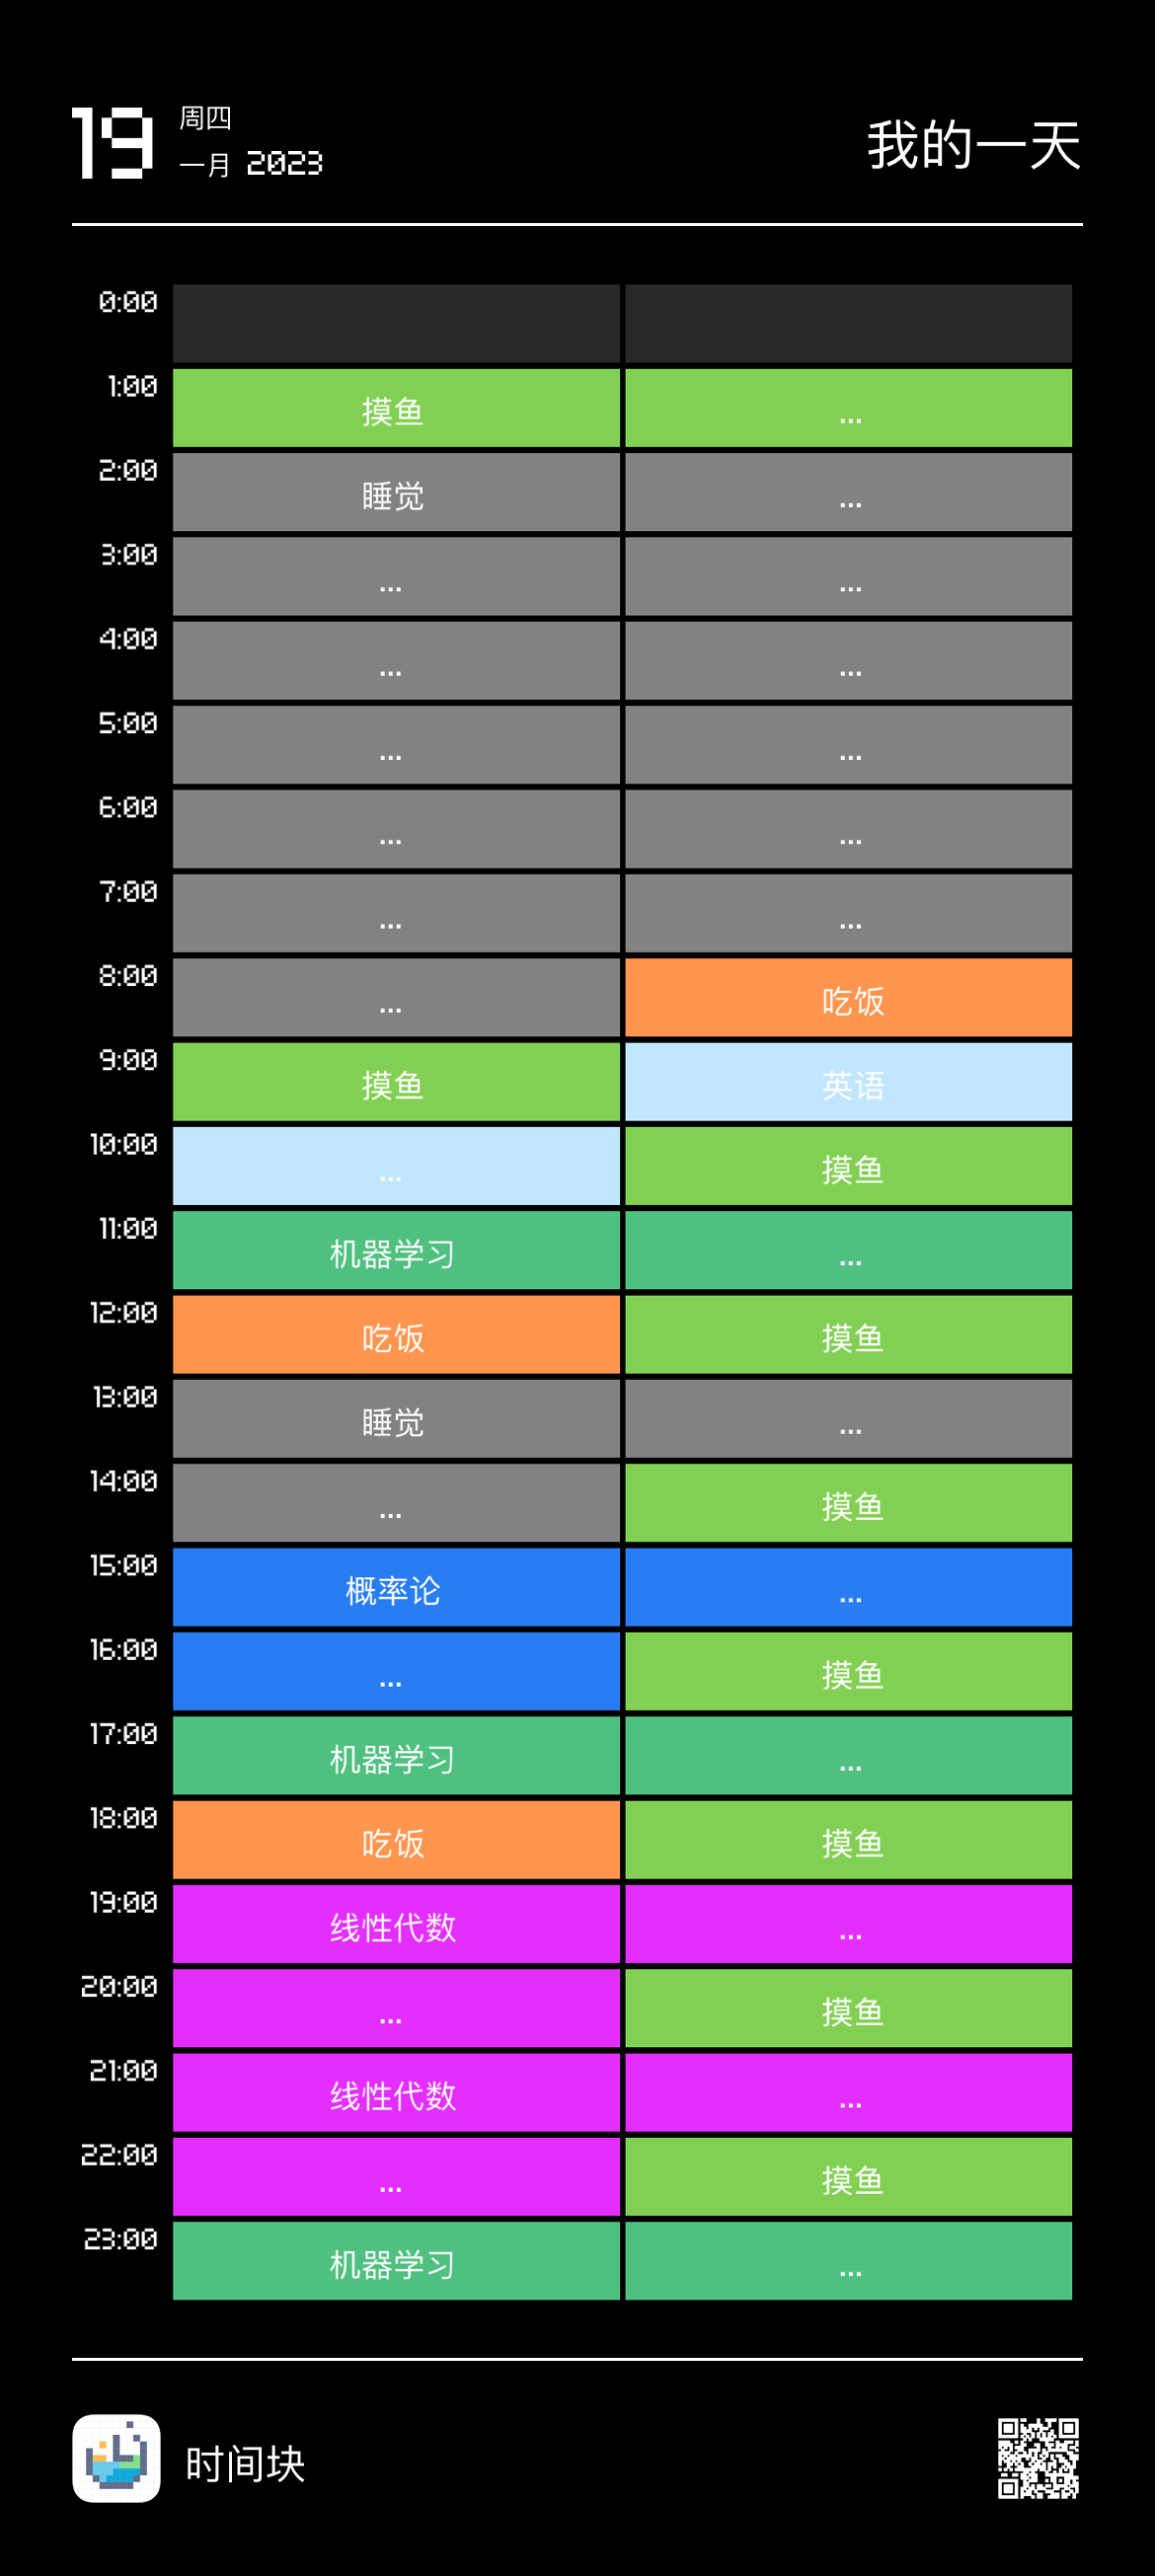 19 周四
一月 2023
我的一天
0:00
1:00 摸鱼 ...
2:00 睡觉 ...
3:00 ... ...
4:00 ... ...
5:00 ... ...
6:00 ... ...
7:00 ... ...
8:00 ... 吃饭
9:00 摸鱼 英语
10:00 ... 摸鱼
11:00 机器学习 ...
12:00 吃饭 摸鱼
13:00 睡觉 ...
14:00 ... 摸鱼
15:00 概率论 ...
16:00 ... 摸鱼
17:00 机器学习 ...
18:00 吃饭 摸鱼
19:00 线性代数 ...
20:00 ... 摸鱼
21:00 线性代数 ...
22:00 ... 摸鱼
23:00 机器学习 ...
时间块